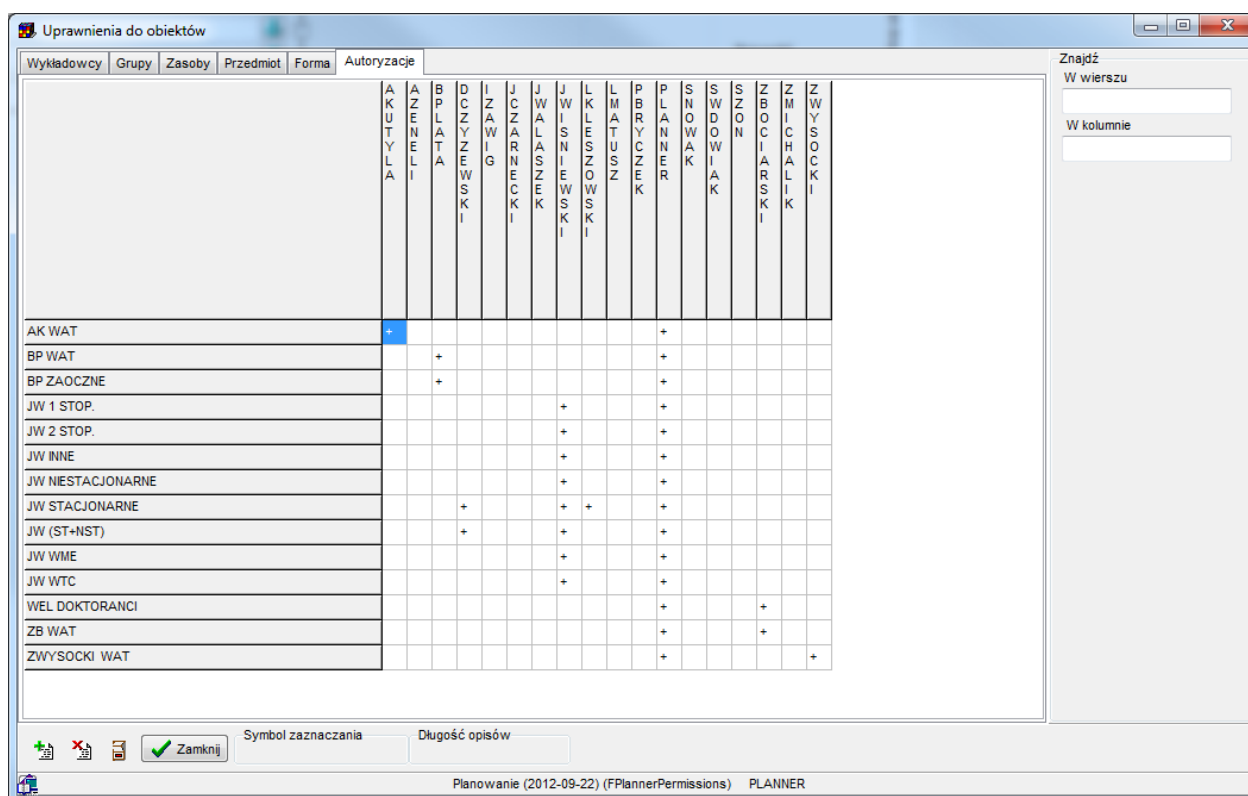 Uprawnienia do obiektów
Wykładowcy Grupy Zasoby Przedmiot Forma Autoryzacje
AKUTYLA
AZENELI
BPLATA
DCZYZEWSKI
IZAWIG
JCZARNECKI
JWALASZEK
JWISNIEWSKI
LKLESZOWSKI
LMATUSZ
PBRYCZEK
PLANNER
SNOWAK
SWDOWIAK
SZON
ZBOCIARSKI
ZMICHALIK
ZWYSOCKI
AK WAT + +
BP WAT + +
BP ZAOCZNE + +
JW 1 STOP. + +
JW 2 STOP. + +
JW INNE + +
JW NIESTACJONARNE + +
JW STACJONARNE + + + +
JW (ST+NST) + + +
JW WME + +
JW WTC + +
WEL DOKTORANCI + +
ZB WAT + +
ZWYSOCKI WAT + +
Znajdź
W wierszu
W kolumnie
Zamknij
Symbol zaznaczania
Długość opisów
Planowanie (2012-09-22) (FPlannerPermissions) PLANNER